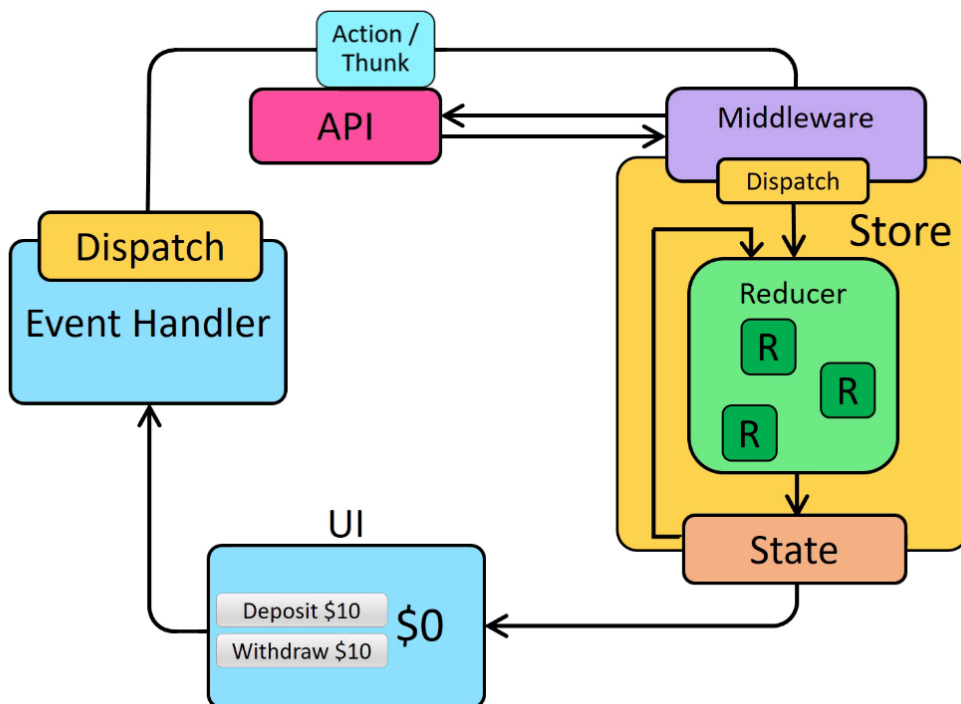 Action /
Thunk
API
Middleware
Dispatch
Store
Dispatch
Event Handler
Reducer
R
R
R
UI
State
Deposit $10
$0
Withdraw $10